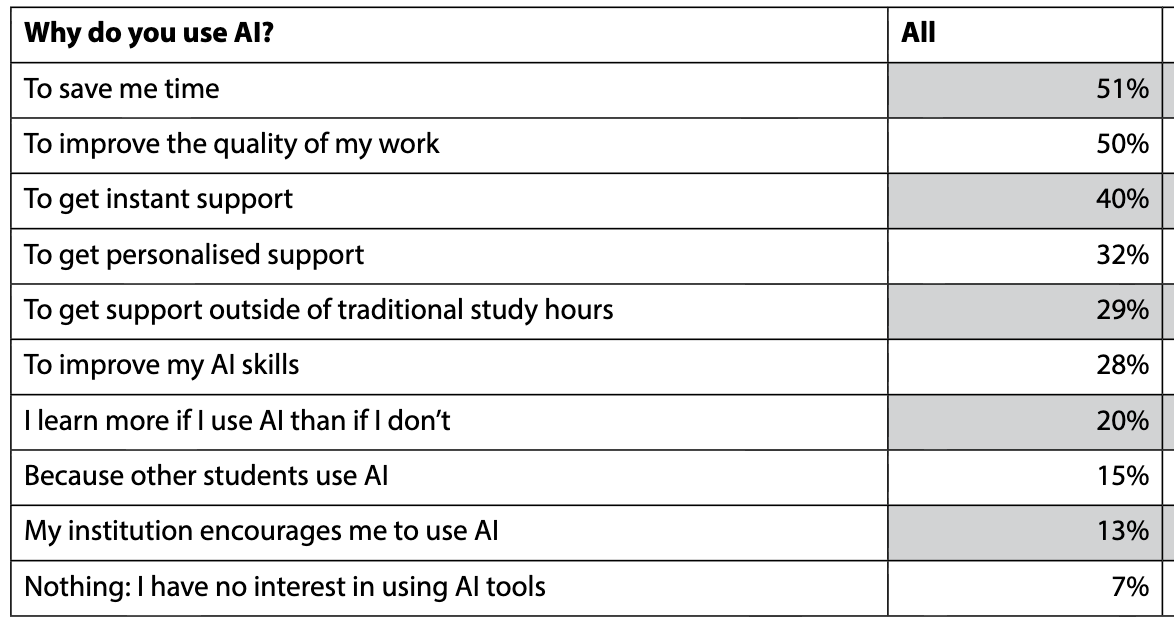 Why do you use AI? All
To save me time 51%
To improve the quality of my work 50%
To get instant support 40%
To get personalised support 32%
To get support outside of traditional study hours 29%
To improve my AI skills 28%
I learn more if I use AI than if I don’t 20%
Because other students use AI 15%
My institution encourages me to use AI 13%
Nothing: I have no interest in using AI tools 7%